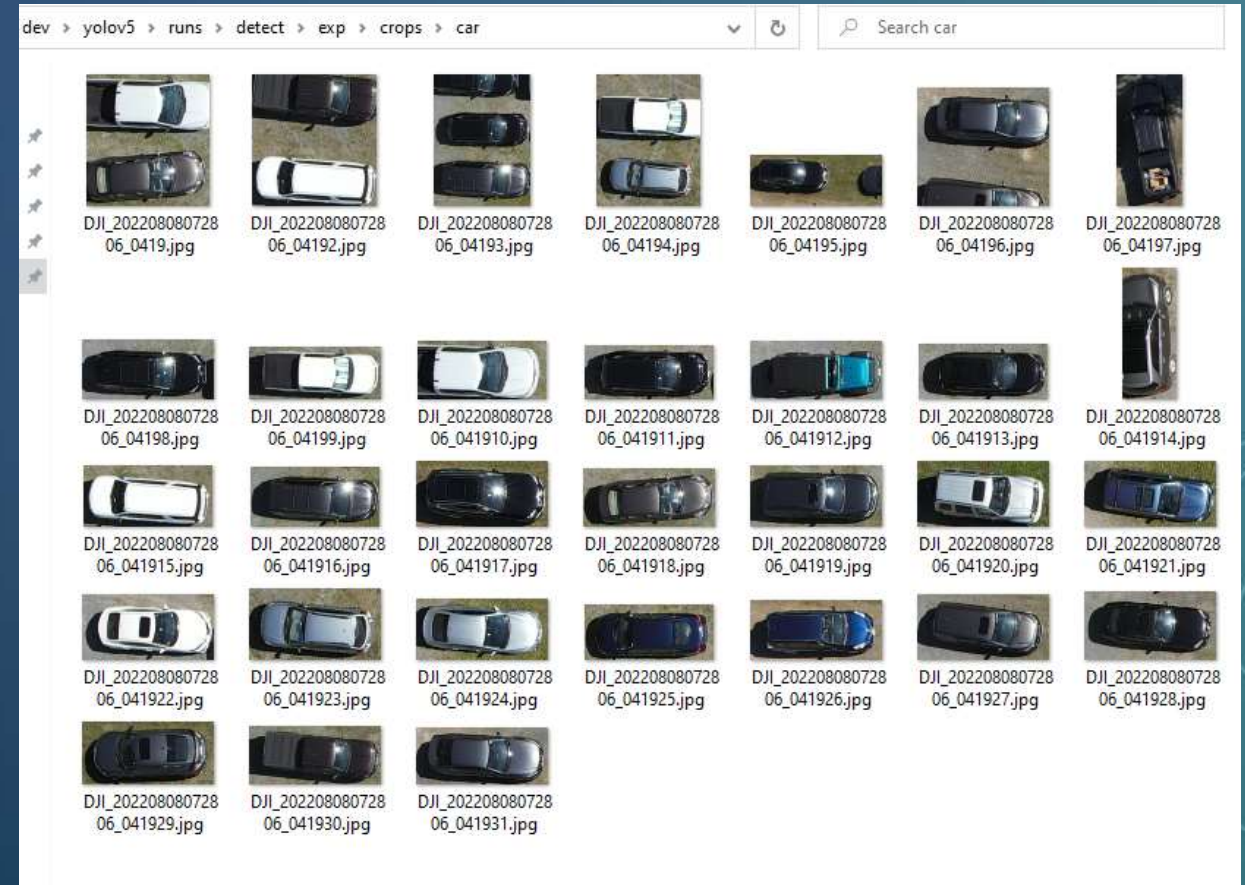 dev > yolov5 > runs > detect > exp > crops > car
Search car
DJI_202208080728
06_0419.jpg
DJI_202208080728
06_04192.jpg
DJI_202208080728
06_04193.jpg
DJI_202208080728
06_04194.jpg
DJI_202208080728
06_04195.jpg
DJI_202208080728
06_04196.jpg
DJI_202208080728
06_04197.jpg
DJI_202208080728
06_04198.jpg
DJI_202208080728
06_04199.jpg
DJI_202208080728
06_041910.jpg
DJI_202208080728
06_041911.jpg
DJI_202208080728
06_041912.jpg
DJI_202208080728
06_041913.jpg
DJI_202208080728
06_041914.jpg
DJI_202208080728
06_041915.jpg
DJI_202208080728
06_041916.jpg
DJI_202208080728
06_041917.jpg
DJI_202208080728
06_041918.jpg
DJI_202208080728
06_041919.jpg
DJI_202208080728
06_041920.jpg
DJI_202208080728
06_041921.jpg
DJI_202208080728
06_041922.jpg
DJI_202208080728
06_041923.jpg
DJI_202208080728
06_041924.jpg
DJI_202208080728
06_041925.jpg
DJI_202208080728
06_041926.jpg
DJI_202208080728
06_041927.jpg
DJI_202208080728
06_041928.jpg
DJI_202208080728
06_041929.jpg
DJI_202208080728
06_041930.jpg
DJI_202208080728
06_041931.jpg